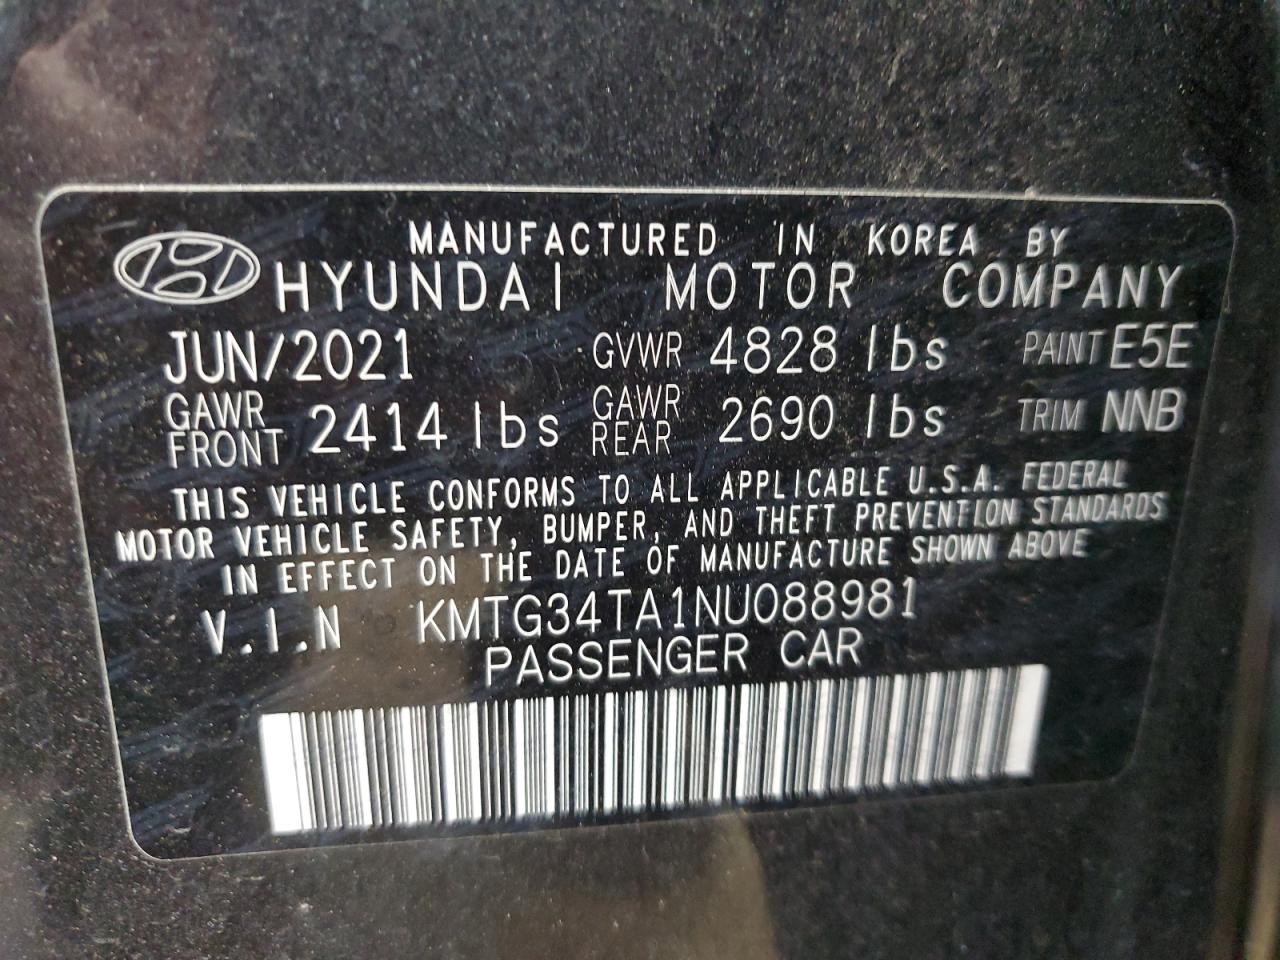 MANUFACTURED IN KOREA BY
HYUNDAI MOTOR COMPANY
JUN/2021 GVWR 4828 lbs PAINT E5E
GAWR FRONT 2414 lbs GAWR REAR 2690 lbs TRIM NNB
THIS VEHICLE CONFORMS TO ALL APPLICABLE U.S.A. FEDERAL
MOTOR VEHICLE SAFETY, BUMPER, AND THEFT PREVENTION STANDARDS
IN EFFECT ON THE DATE OF MANUFACTURE SHOWN ABOVE
V.I.N KMTG34TA1NU088981
PASSENGER CAR